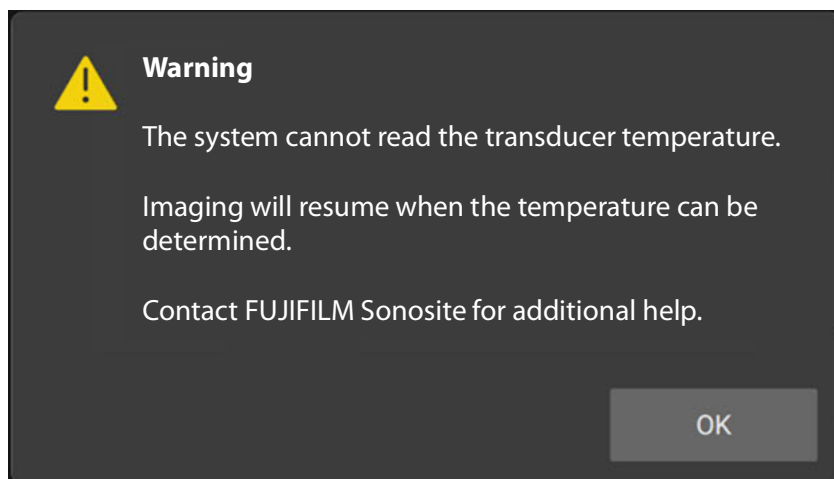 Warning
The system cannot read the transducer temperature.
Imaging will resume when the temperature can be
determined.
Contact FUJIFILM Sonosite for additional help.
OK